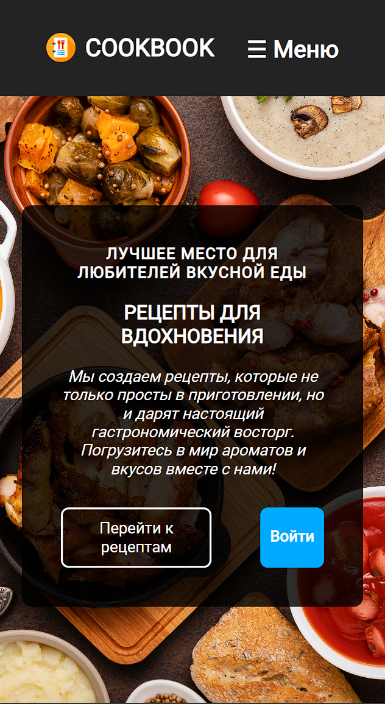 COOKBOOK
☰ Меню
ЛУЧШЕЕ МЕСТО ДЛЯ
ЛЮБИТЕЛЕЙ ВКУСНОЙ ЕДЫ
РЕЦЕПТЫ ДЛЯ
ВДОХНОВЕНИЯ
Мы создаем рецепты, которые не
только просты в приготовлении, но
и дарят настоящий
гастрономический восторг.
Погрузитесь в мир ароматов и
вкусов вместе с нами!
Перейти к
рецептам
Войти